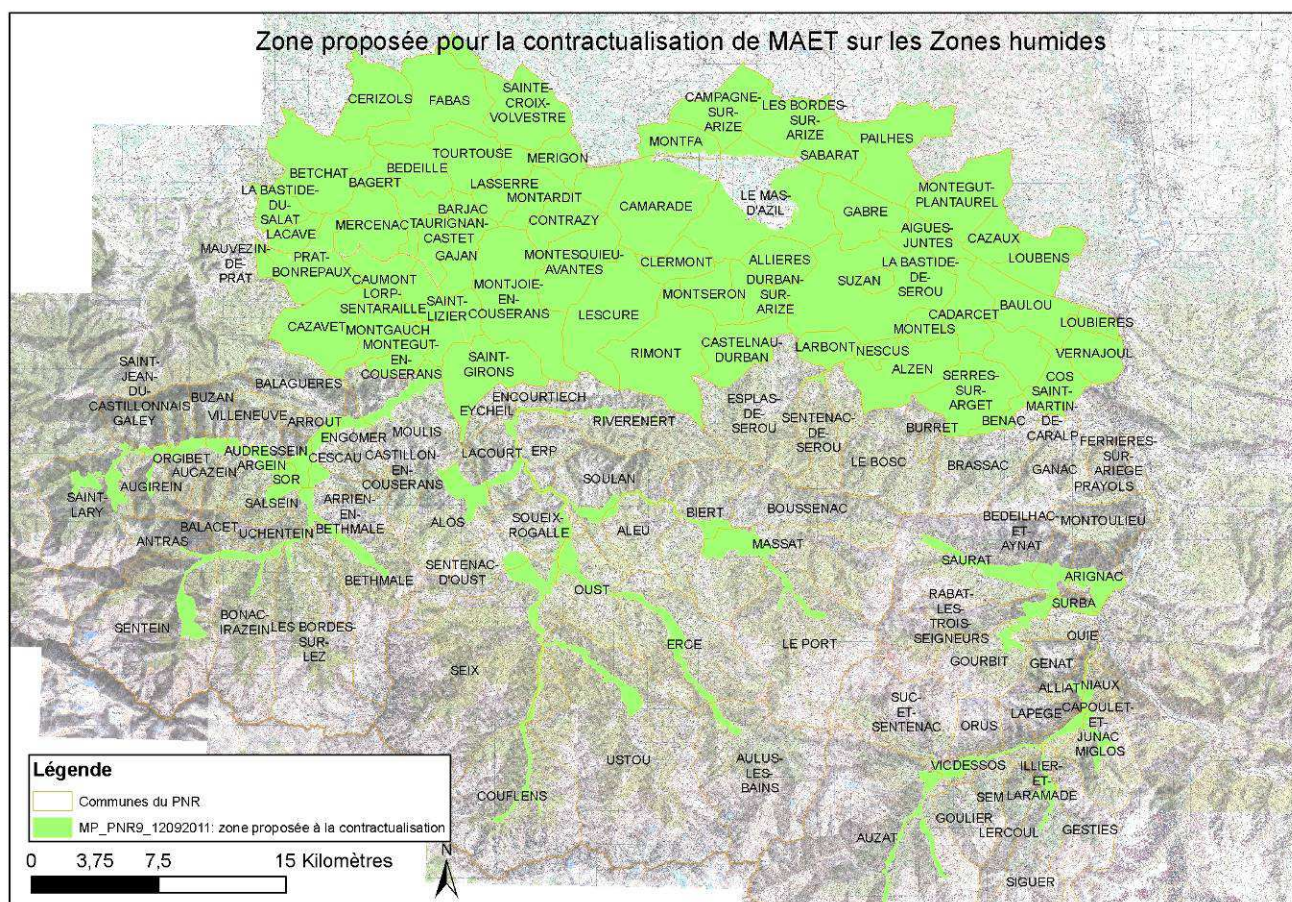 Zone proposée pour la contractualisation de MAET sur les Zones humides
CERIZOLS
FABAS
SAINTE-
CROIX-
VOLVESTRE
CAMPAGNE-
SUR-
ARIZE
LES BORDES-
SUR-
ARIZE
MONTFA
PAILHES
SABARAT
TOURTOUSE
MERIGON
BETCHAT
BEDEILLE
BAGERT
LASSERRE
MONTARDIT
LA BASTIDE-
DU-
SALAT
LACAVE
MERCENAC
BARJAC
TAURIGNAN-
CASTET
GAJAN
CONTRAZY
CAMARADE
LE MAS-
D'AZIL
GABRE
MONTEGUT-
PLANTAUREL
AIGUES-
JUNTES
CAZAUX
LOUBENS
MAUVEZIN-
DE-
PRAT
PRAT-
BONREPAUX
CAUMONT
LORP-
SENTARAILLE
MONTESQUIEU-
AVANTES
CLERMONT
ALLIERES
DURBAN-
SUR-
ARIZE
SUZAN
LA BASTIDE-
DE-
SEROU
MONTJOIE-
EN-
COUSERANS
SAINT-
LIZIER
LESCURE
MONTSERON
CADARCET
BAULOU
LOUBIERES
MONTELS
CAZAVET
MONTGAUCH
MONTEGUT-
EN-
COUSERANS
SAINT-
GIRONS
RIMONT
CASTELNAU-
DURBAN
LARBONT
NESCUS
ALZEN
VERNAJOUL
SERRES-
SUR-
ARGET
COS
SAINT-
MARTIN-
DE-
CARALP
BENAC
BURRET
SAINT-
JEAN-
DU-
CASTILLONNAIS
GALEY
BUZAN
BALAGUERES
VILLENEUVE
ARROUT
ENCOURTIECH
EYCHEIL
RIVERENERT
ESPLAS-
DE-
SEROU
SENTENAC-
DE-
SEROU
LE BOSC
BRASSAC
GANAC
FERRIÈRES-
SUR-
ARIEGE
PRAYOLS
ENGOMER
MOULIS
AUDRESSEIN
CESCAU
CASTILLON-
EN-
COUSERANS
LACOURT
ERP
ORGIBET
AUCAZEIN
ARGEIN
SOR
AUGIREIN
SAINT-
LARY
SALSEIN
SOULAN
BIERT
BOUSSENAC
BEDEILHAC-
ET-
AYNAT
MONTOULIEU
ARRIEN-
EN-
BETHMALE
ALOS
SOUEIX-
ROGALLE
ALEU
MASSAT
BALACET
ANTRAS
UCHENTEIN
BETHMALE
SENTENAC-
D'OUST
OUST
SAURAT
ARIGNAC
SURBA
RABAT-
LES-
TROIS-
SEIGNEURS
SENTEIN
BONAC-
IRAZEIN
LES BORDES-
SUR-
LEZ
SEIX
ERCE
LE PORT
QUIE
GOURBIT
GENAT
ALLIAT
NIAUX
SUC-
ET-
SENTENAC
ORUS
LAPEGE
CAPOULET-
ET-
JUNAC
MIGLOS
USTOU
AULUS-
LES-
BAINS
VICDESSOS
ILLIER-
ET-
LARAMADE
SEM
COUFLENS
GOULIER
LERCOUL
GESTIES
AUZAT
SIGUER
Légende
Communes du PNR
MP_PNR9_12092011: zone proposée à la contractualisation
0 3,75 7,5 15 Kilomètres
N